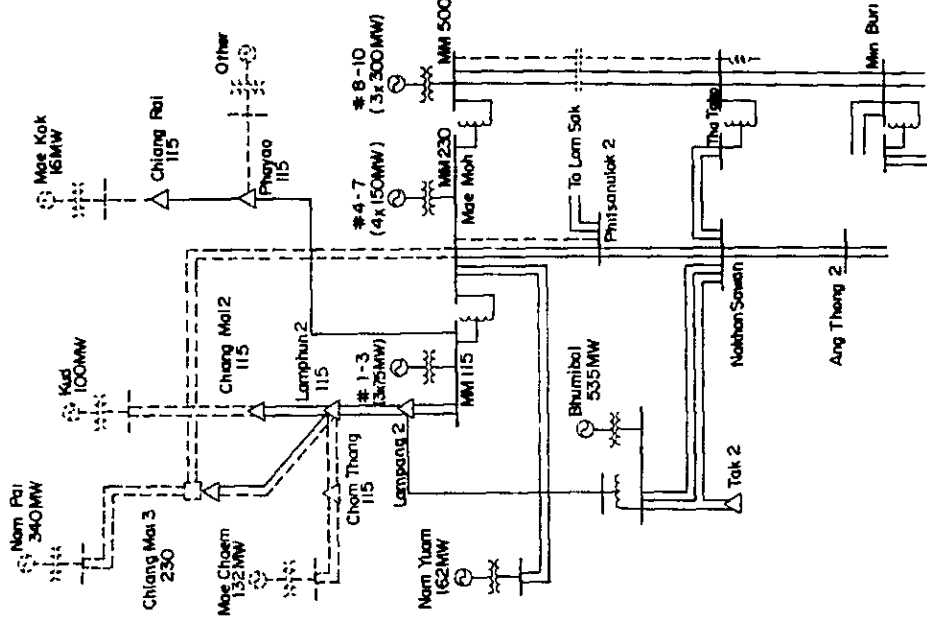 Mae Kok
16MW
Other
Chiang Rai
115
Phayao
115
# 8-10
( 3x 300MW)
MM 500
# 4-7
(4x150MW)
MM 230
Mae Moh
To Lom Sak
Phitsanulok 2
Tha Tako
Min Buri
Kud
100MW
Chiang Mai 2
115
Lamphun 2
115
# 1-3
(3x75MW)
MM 115
Nam Pai
340MW
Chiang Mai 3
230
Mae Chaem
132MW
Chom Thong
115
Lampang 2
Nam Yuam
162MW
Bhumibal
535MW
Tak 2
Nakhon Sawan
Ang Thong 2